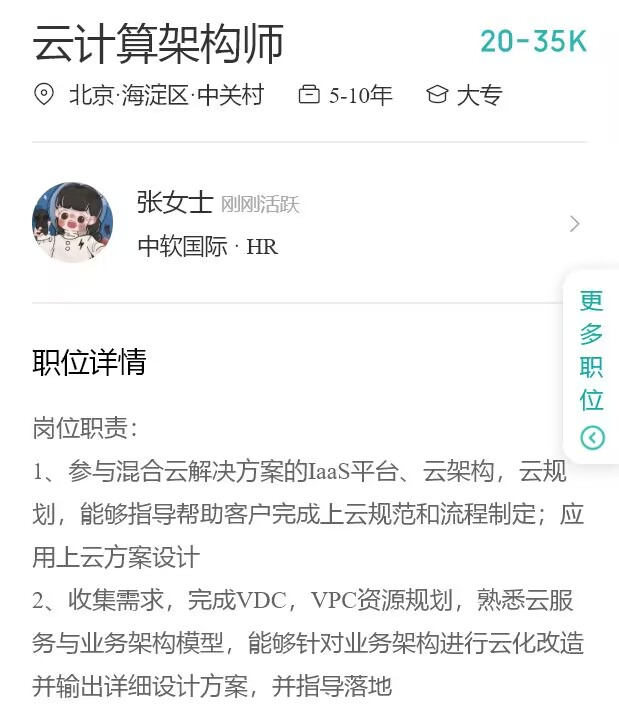 云计算架构师 20-35K
北京·海淀区·中关村 5-10年 大专
张女士 刚刚活跃
中软国际 · HR
更多职位
职位详情
岗位职责：
1、参与混合云解决方案的IaaS平台、云架构，云规
划，能够指导帮助客户完成上云规范和流程制定；应
用上云方案设计
2、收集需求，完成VDC，VPC资源规划，熟悉云服
务与业务架构模型，能够针对业务架构进行云化改造
并输出详细设计方案，并指导落地